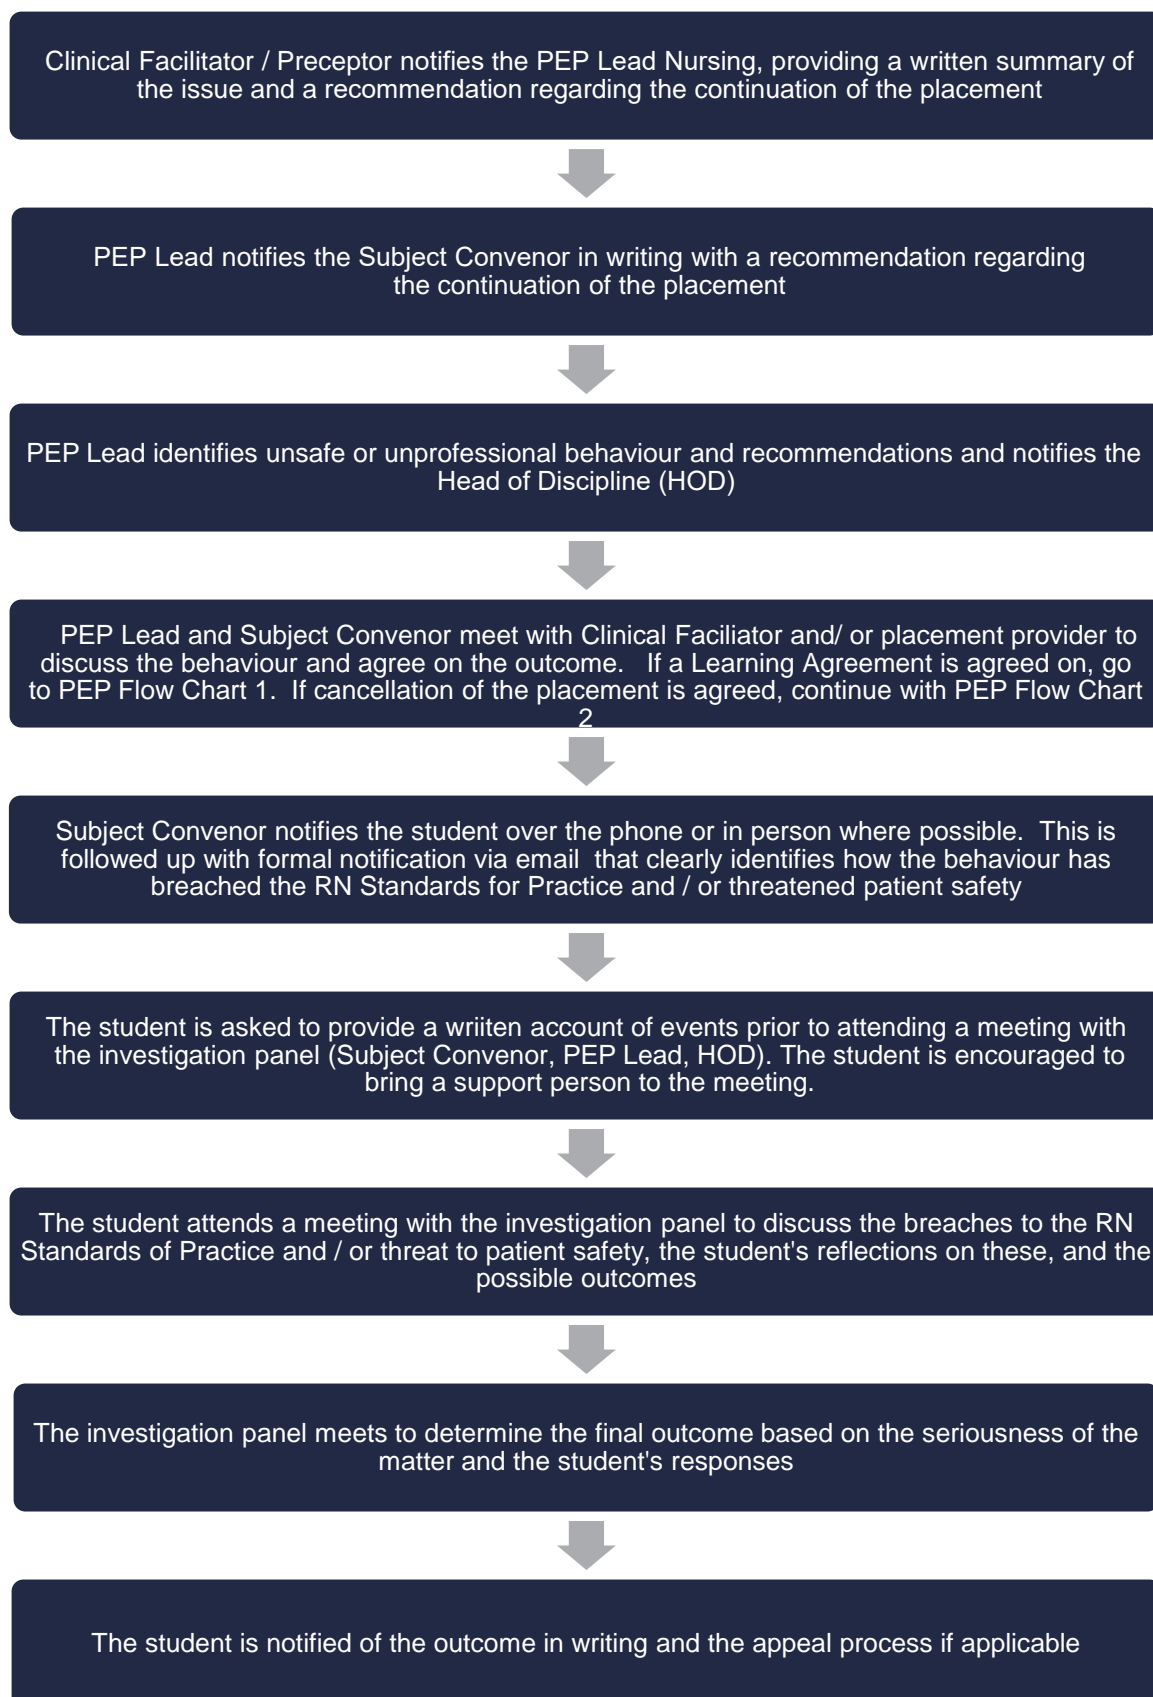 Clinical Facilitator / Preceptor notifies the PEP Lead Nursing, providing a written summary of
the issue and a recommendation regarding the continuation of the placement
PEP Lead notifies the Subject Convenor in writing with a recommendation regarding
the continuation of the placement
PEP Lead identifies unsafe or unprofessional behaviour and recommendations and notifies the
Head of Discipline (HOD)
PEP Lead and Subject Convenor meet with Clinical Faciliator and/ or placement provider to
discuss the behaviour and agree on the outcome.   If a Learning Agreement is agreed on, go
to PEP Flow Chart 1.  If cancellation of the placement is agreed, continue with PEP Flow Chart
2
Subject Convenor notifies the student over the phone or in person where possible.  This is
followed up with formal notification via email  that clearly identifies how the behaviour has
breached the RN Standards for Practice and / or threatened patient safety
The student is asked to provide a wriiten account of events prior to attending a meeting with
the investigation panel (Subject Convenor, PEP Lead, HOD). The student is encouraged to
bring a support person to the meeting.
The student attends a meeting with the investigation panel to discuss the breaches to the RN
Standards of Practice and / or threat to patient safety, the student's reflections on these, and the
possible outcomes
The investigation panel meets to determine the final outcome based on the seriousness of the
matter and the student's responses
The student is notified of the outcome in writing and the appeal process if applicable